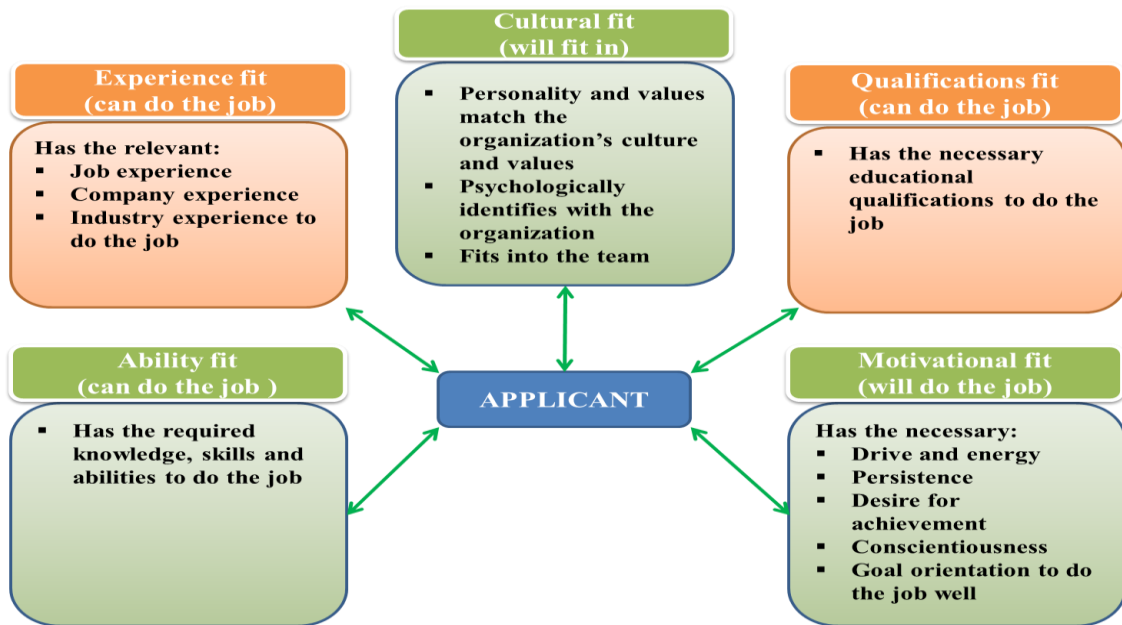 Cultural fit
(will fit in)
▪ Personality and values
match the
organization’s culture
and values
▪ Psychologically
identifies with the
organization
▪ Fits into the team
Experience fit
(can do the job)
Has the relevant:
▪ Job experience
▪ Company experience
▪ Industry experience to
do the job
Qualifications fit
(can do the job)
▪ Has the necessary
educational
qualifications to do the
job
Ability fit
(can do the job )
▪ Has the required
knowledge, skills and
abilities to do the job
APPLICANT
Motivational fit
(will do the job)
Has the necessary:
▪ Drive and energy
▪ Persistence
▪ Desire for
achievement
▪ Conscientiousness
▪ Goal orientation to do
the job well